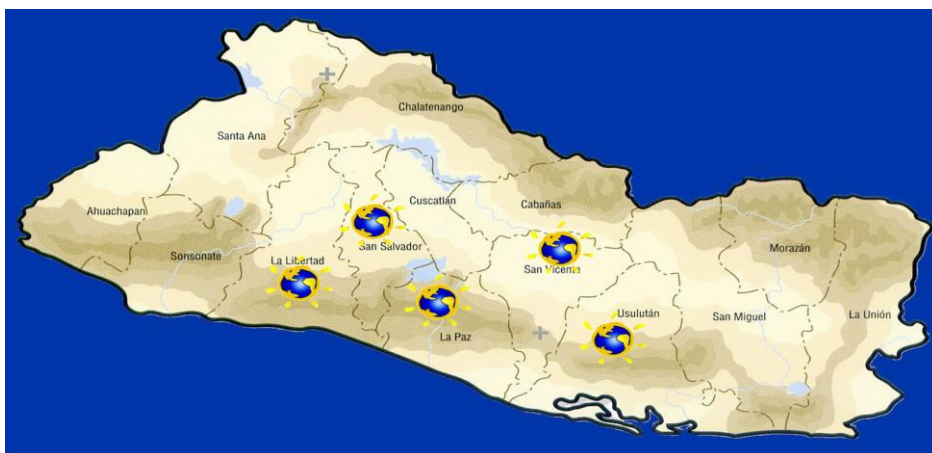 Chalatenango
Santa Ana
Cuscatlán
Cabañas
Ahuachapan
San Salvador
Morazán
Sonsonate
La Libertad
San Vicente
Usulután
San Miguel
La Unión
La Paz